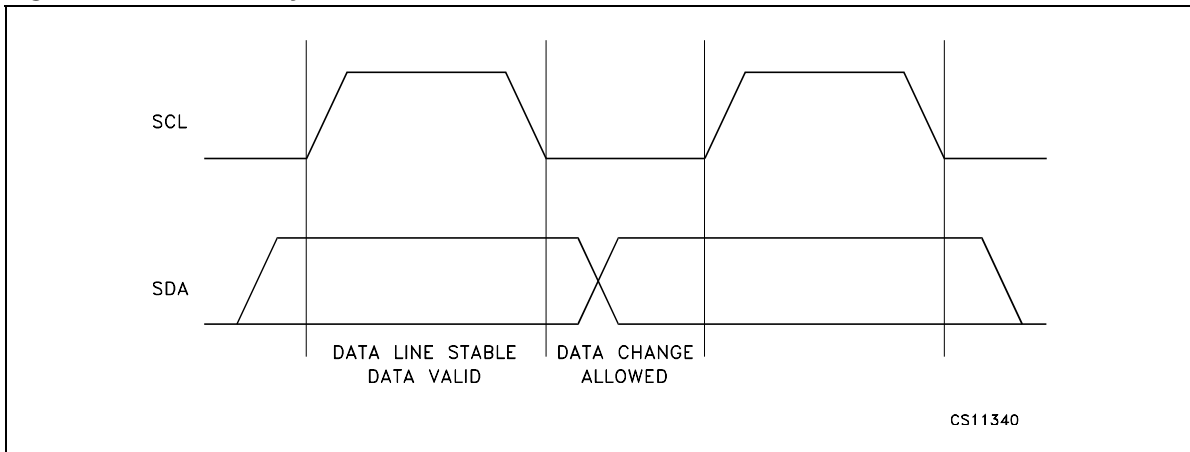 SCL
SDA
DATA LINE STABLE
DATA VALID
DATA CHANGE
ALLOWED
CS11340